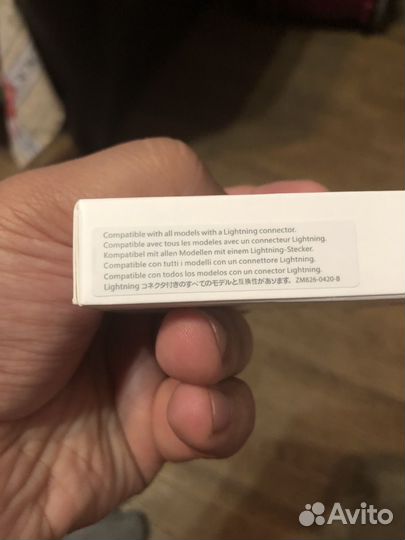 Compatible with all models with a Lightning connector.
Compatible avec tous les modeles avec un connecteur Lightning.
Kompatibel mit allen Modellen mit einem Lightning-Stecker.
Compatible con tutti i modelli con un connettore Lightning.
Compatible con todos los modelos con un conector Lightning.
Lightning コネクタ付きのすべてのモデルと互換性があソます。 ZM826-0420-B
Avito